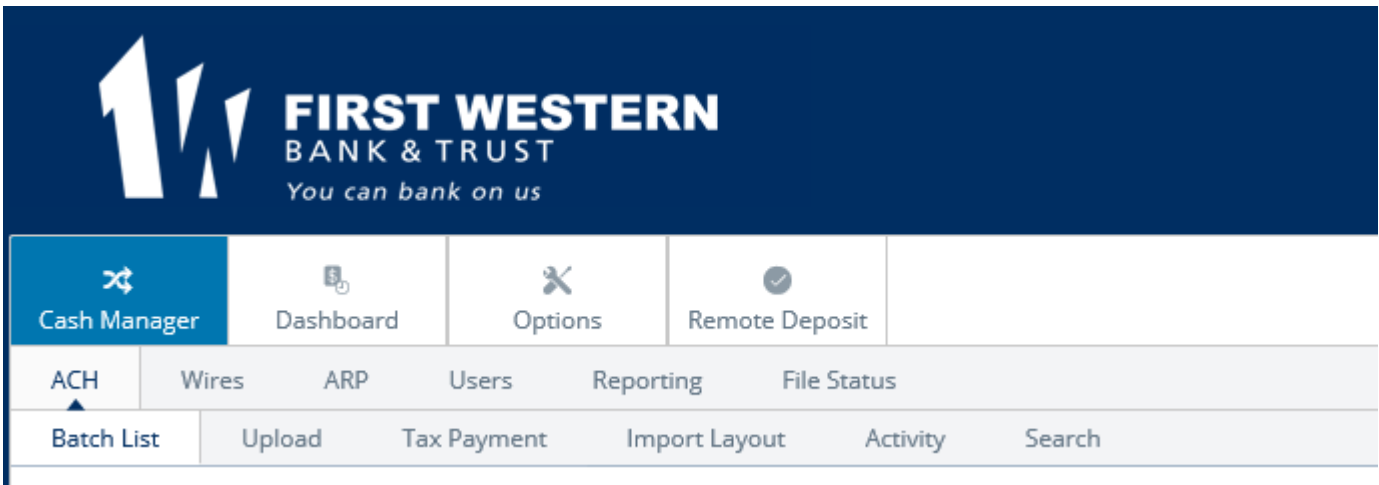 FIRST WESTERN
BANK & TRUST
You can bank on us
Cash Manager Dashboard Options Remote Deposit
ACH Wires ARP Users Reporting File Status
Batch List Upload Tax Payment Import Layout Activity Search